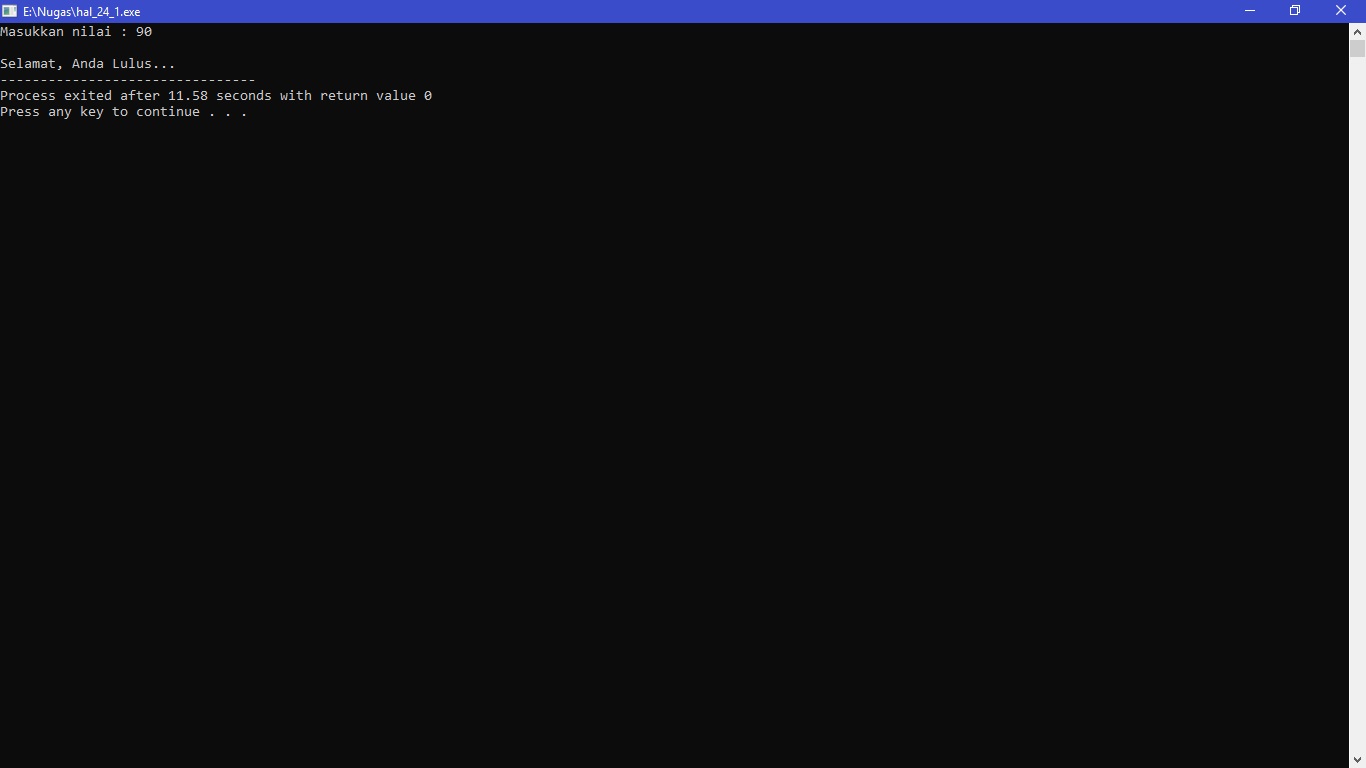 E:\Nugas\hal_24_1.exe
Masukkan nilai : 90
Selamat, Anda Lulus...
--------------------------------
Process exited after 11.58 seconds with return value 0
Press any key to continue . . .